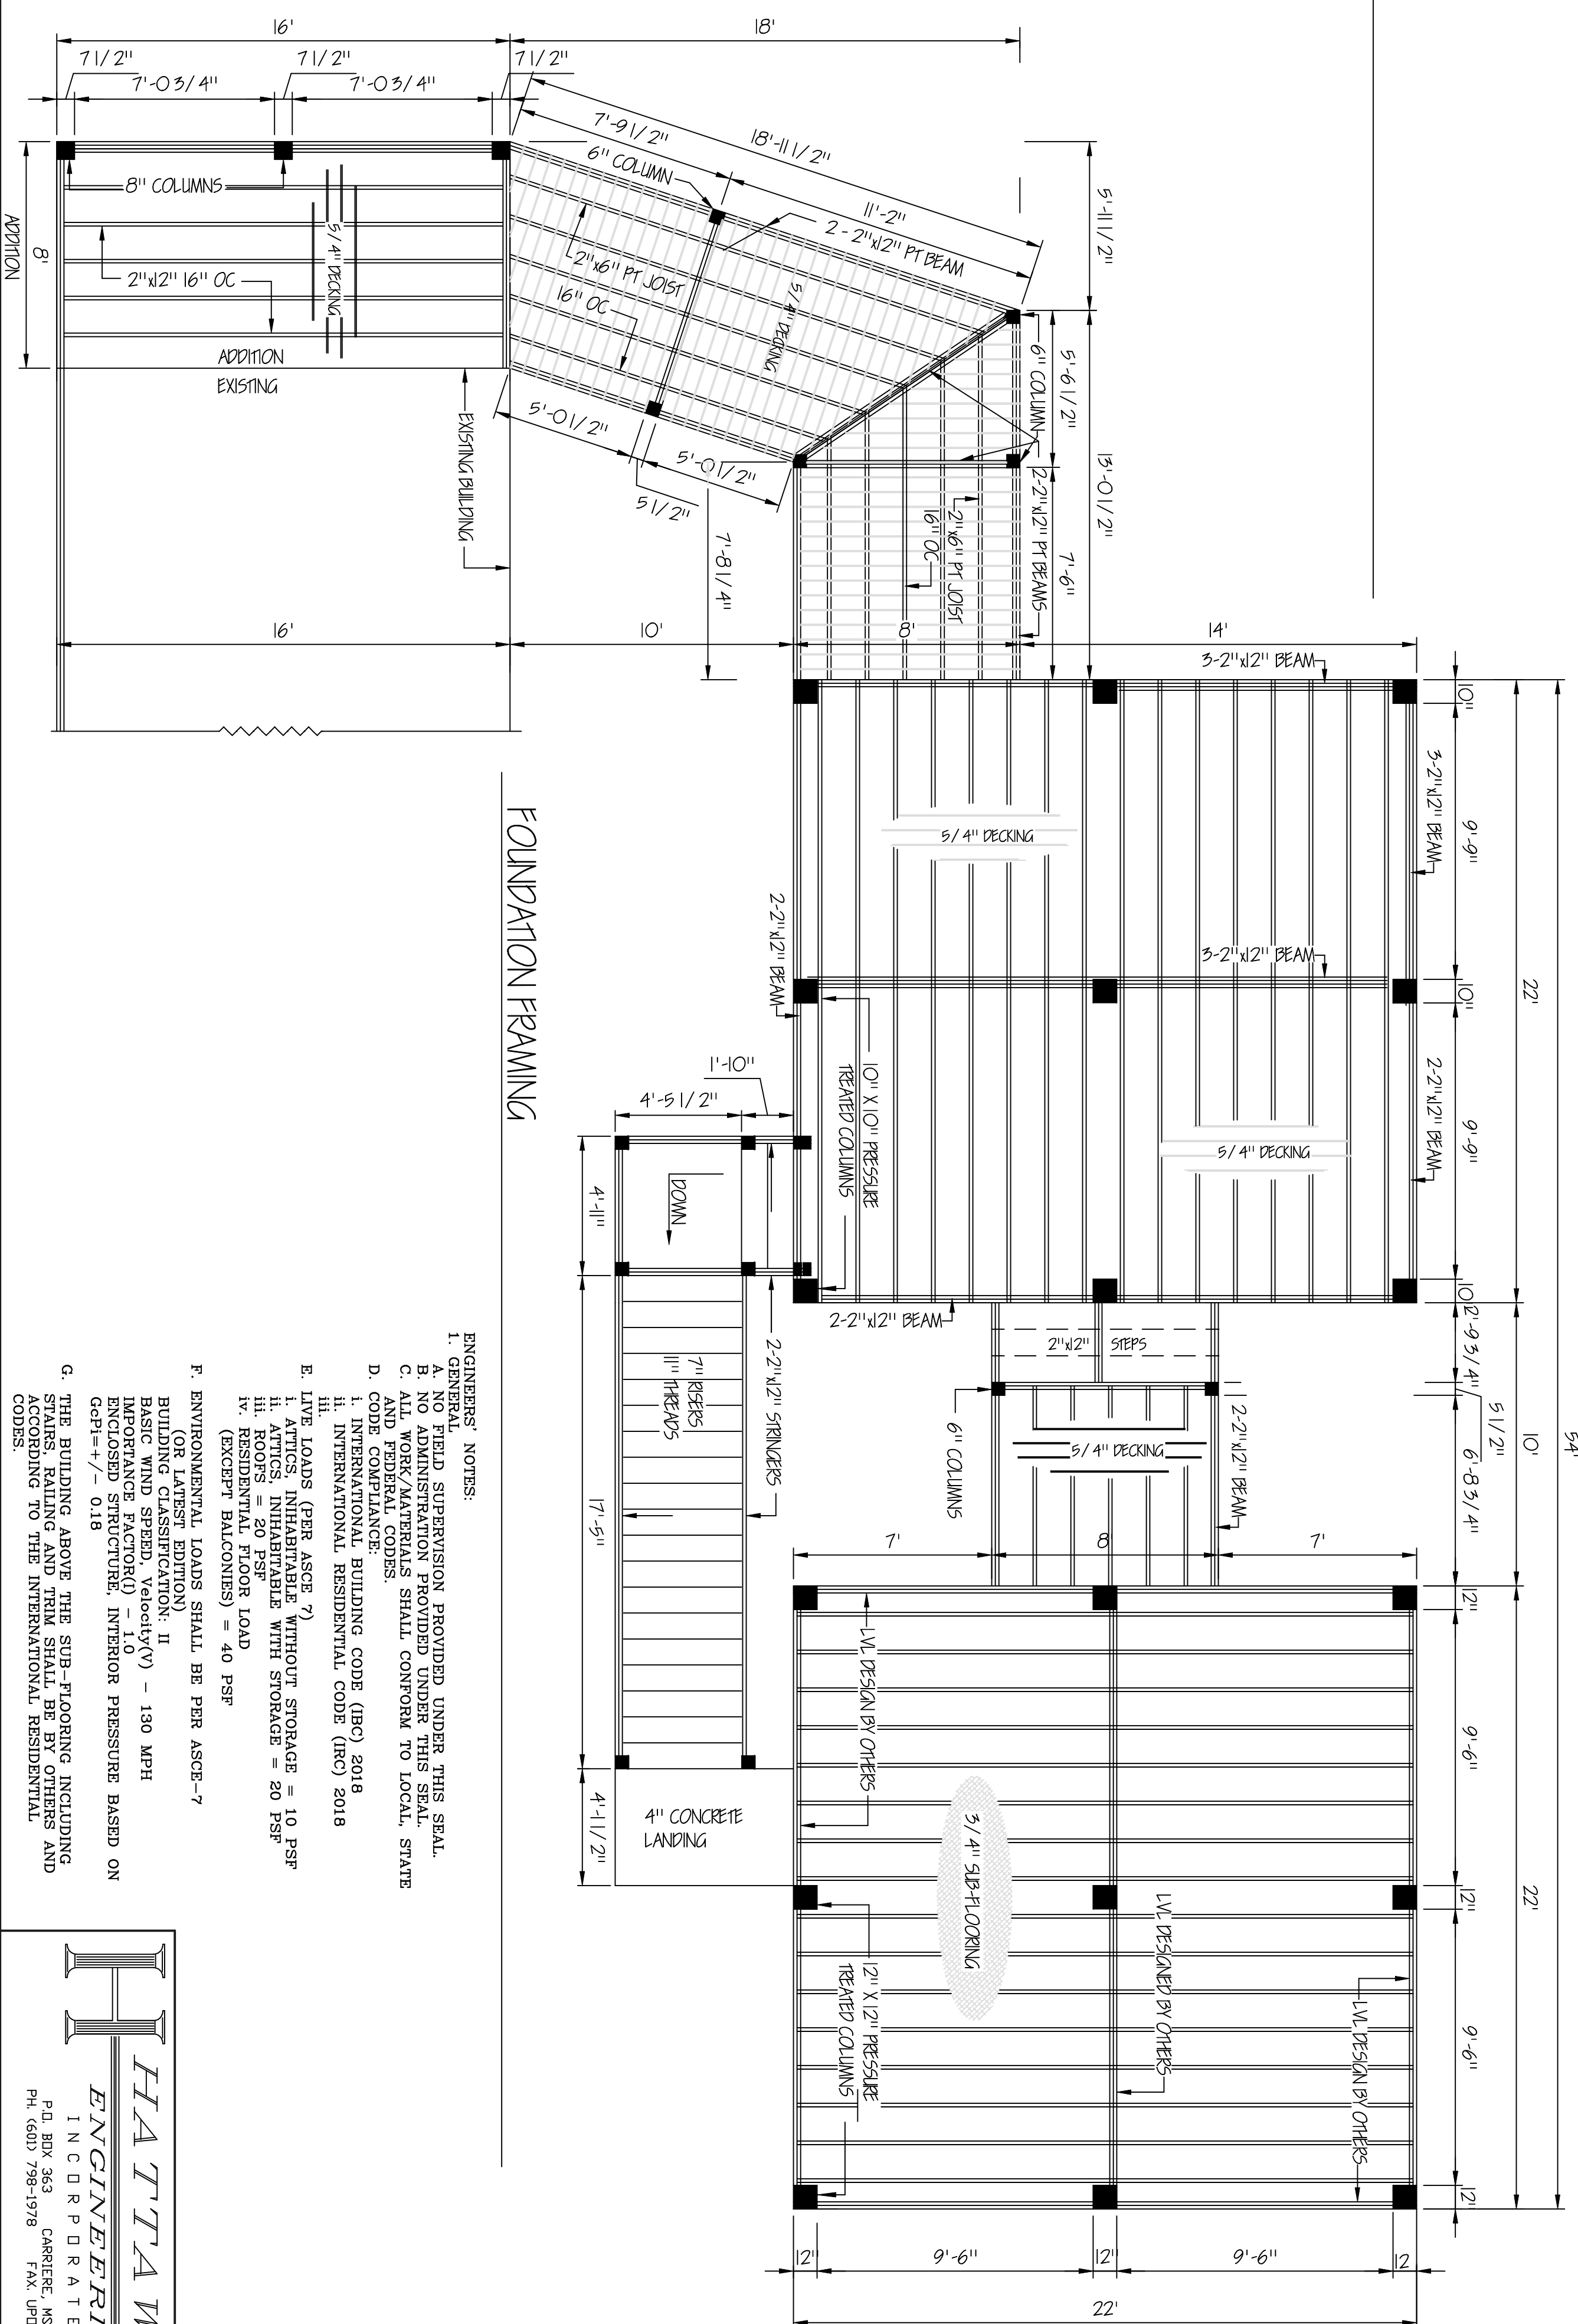 16'
18'
7 1/2"
7 1/2"
7 1/2"
7'-0 3/4"
7'-0 3/4"
18'-11 1/2"
7'-9 1/2"
11'-2"
6" COLUMN
2 - 2"x12" PT BEAM
5'-11 1/2"
8" COLUMNS
5/4" DECKING
2"x12" 16" OC
8'
ADDITION
ADDITION
EXISTING
2"x6" PT JOIST
16" OC
5/4" DECKING
5'-0 1/2"
5'-0 1/2"
5 1/2"
EXISTING BUILDING
6" COLUMN
5'-6 1/2"
13'-0 1/2"
2-2"x12" PT BEAMS
2"x6" PT JOIST
16" OC
7'-6"
7'-8 1/4"
16'
10'
8'
14'
3-2"x12" BEAM
10"
3-2"x12" BEAM
9'-9"
5/4" DECKING
2-2"x12" BEAM
3-2"x12" BEAM
10"
22'
10" X 10" PRESSURE
TREATED COLUMNS
2-2"x12" BEAM
9'-9"
5/4" DECKING
1'-10"
4'-5 1/2"
4'-11"
DOWN
10"
2-2"x12" BEAM
2"x12" STEPS
2'-9 3/4"
5 1/2"
10'
54'
2-2"x12" STRINGERS
7" RISERS
11" THREADS
6" COLUMNS
5/4" DECKING
2-2"x12" BEAM
6'-8 3/4"
17'-5"
7'
8'
7'
12"
LVL DESIGN BY OTHERS
9'-6"
4" CONCRETE
LANDING
4'-1 1/2"
3/4" SUB-FLOORING
12"
22'
LVL DESIGNED BY OTHERS
12" X 12" PRESSURE
TREATED COLUMNS
LVL DESIGN BY OTHERS
9'-6"
12"
12"
9'-6"
12"
9'-6"
12
22'
FOUNDATION FRAMING
ENGINEERS' NOTES:
1. GENERAL
A. NO FIELD SUPERVISION PROVIDED UNDER THIS SEAL.
B. NO ADMINISTRATION PROVIDED UNDER THIS SEAL.
C. ALL WORK/MATERIALS SHALL CONFORM TO LOCAL, STATE
AND FEDERAL CODES.
D. CODE COMPLIANCE:
i. INTERNATIONAL BUILDING CODE (IBC) 2018
ii. INTERNATIONAL RESIDENTIAL CODE (IRC) 2018
iii.
E. LIVE LOADS (PER ASCE 7)
i. ATTICS, INIHABITABLE WITHOUT STORAGE = 10 PSF
ii. ATTICS, INIHABITABLE WITH STORAGE = 20 PSF
iii. ROOFS = 20 PSF
iv. RESIDENTIAL FLOOR LOAD
(EXCEPT BALCONIES) = 40 PSF
F. ENVIRONMENTAL LOADS SHALL BE PER ASCE-7
(OR LATEST EDITION)
BUILDING CLASSIFICATION: II
BASIC WIND SPEED, Velocity(V) - 130 MPH
IMPORTANCE FACTOR(I) - 1.0
ENCLOSED STRUCTURE, INTERIOR PRESSURE BASED ON
GcPi=+/- 0.18
G. THE BUILDING ABOVE THE SUB-FLOORING INCLUDING
STAIRS, RAILING AND TRIM SHALL BE BY OTHERS AND
ACCORDING TO THE INTERNATIONAL RESIDENTIAL
CODES.
P.O. BOX 363 CARRIERE, MS
PH. (601) 798-1978 FAX.